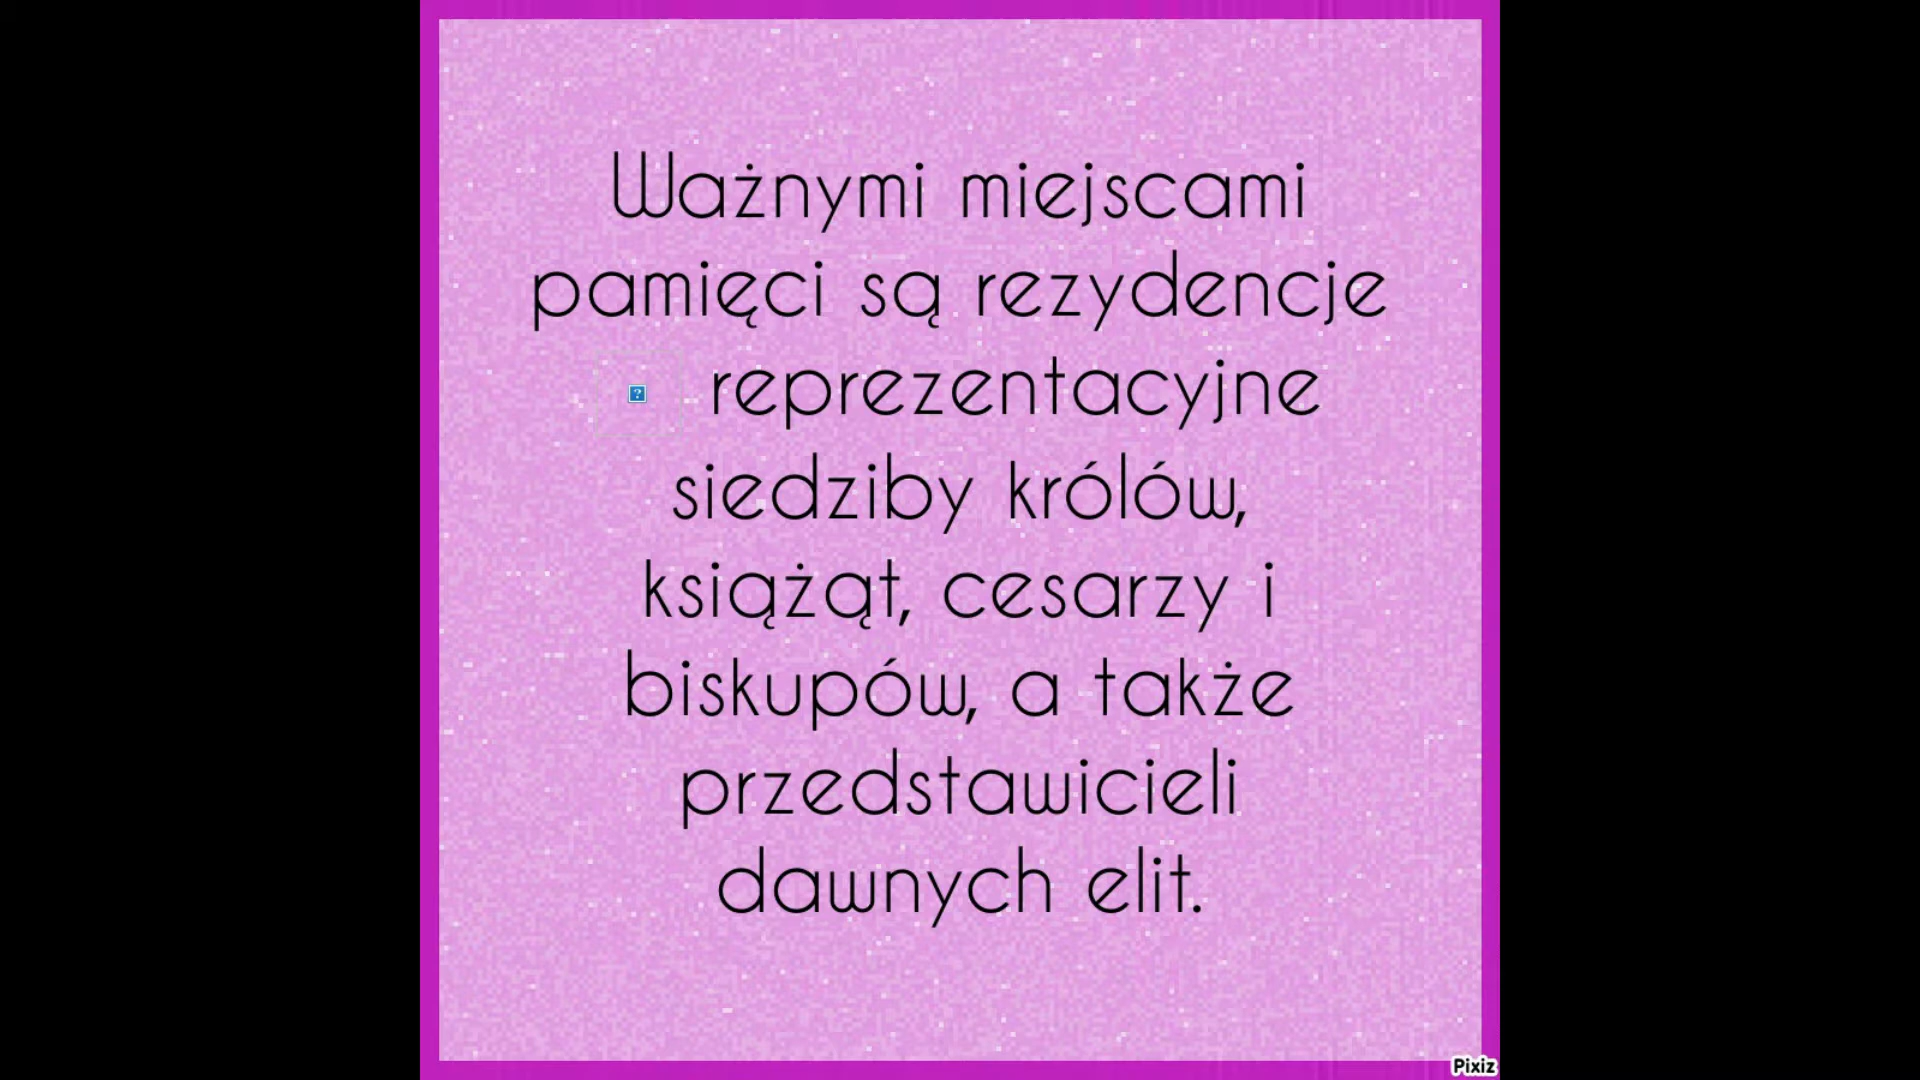 Ważnymi miejscami
pamięci są rezydencje
reprezentacyjne
siedziby królów,
książąt, cesarzy i
biskupów, a także
przedstawicieli
dawnych elit.
Pixiz